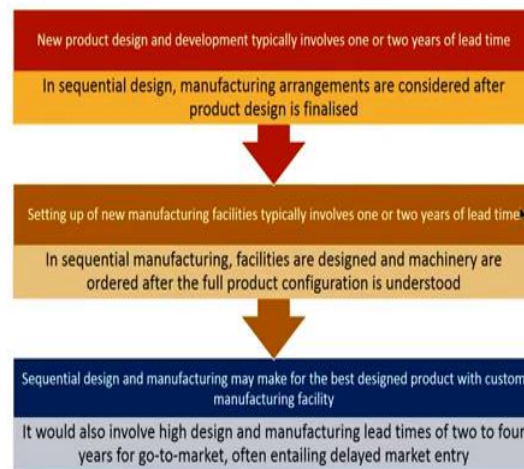 New product design and development typically involves one or two years of lead time
In sequential design, manufacturing arrangements are considered after
product design is finalised
Setting up of new manufacturing facilities typically involves one or two years of lead time
In sequential manufacturing, facilities are designed and machinery are
ordered after the full product configuration is understood
Sequential design and manufacturing may make for the best designed product with custom
manufacturing facility
It would also involve high design and manufacturing lead times of two to four
years for go-to-market, often entailing delayed market entry